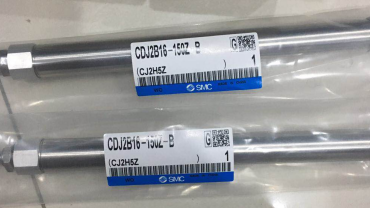 CDJ2B16-150Z-B
G
(CJ2H5Z )
1
SMC
CDJ2B16-150Z-B
G
(CJ2H5Z )
1
SMC